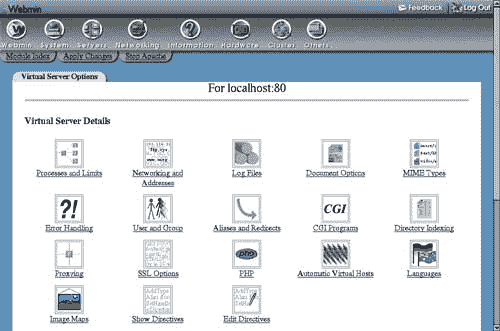 Webmin
Feedback Log Out
Webmin System Servers Networking Information Hardware Cluster Others
Module Index Apply Changes Stop Apache
Virtual Server Options
For localhost:80
Virtual Server Details
Processes and Limits Networking and Addresses Log Files Document Options MIME Types
?!
CGI
Error Handling User and Group Aliases and Redirects CGI Programs Directory Indexing
php
Proxying SSL Options PHP Automatic Virtual Hosts Languages
Image Maps Show Directives Edit Directives